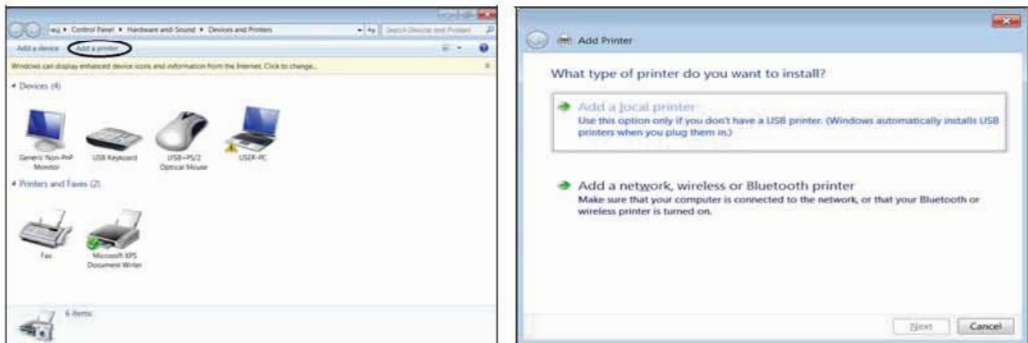 Control Panel Hardware and Sound Devices and Printers
Search Devices and Printers
Add a device Add a printer
Windows can display enhanced device icons and information from the Internet. Click to change...
Devices (4)
Generic Non-PnP Monitor
USB Keyboard
USB-PS/2 Optical Mouse
USER-PC
Printers and Faxes (2)
Fax
Microsoft XPS Document Writer
6 items
Add Printer
What type of printer do you want to install?
Add a local printer
Use this option only if you don't have a USB printer. (Windows automatically installs USB
printers when you plug them in.)
Add a network, wireless or Bluetooth printer
Make sure that your computer is connected to the network, or that your Bluetooth or
wireless printer is turned on.
Next Cancel